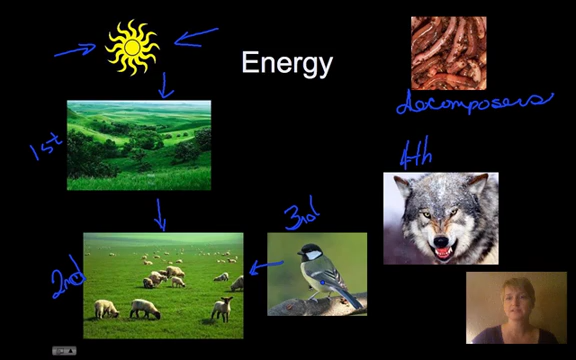 Energy
decomposers
1st
4th
3rd
2nd